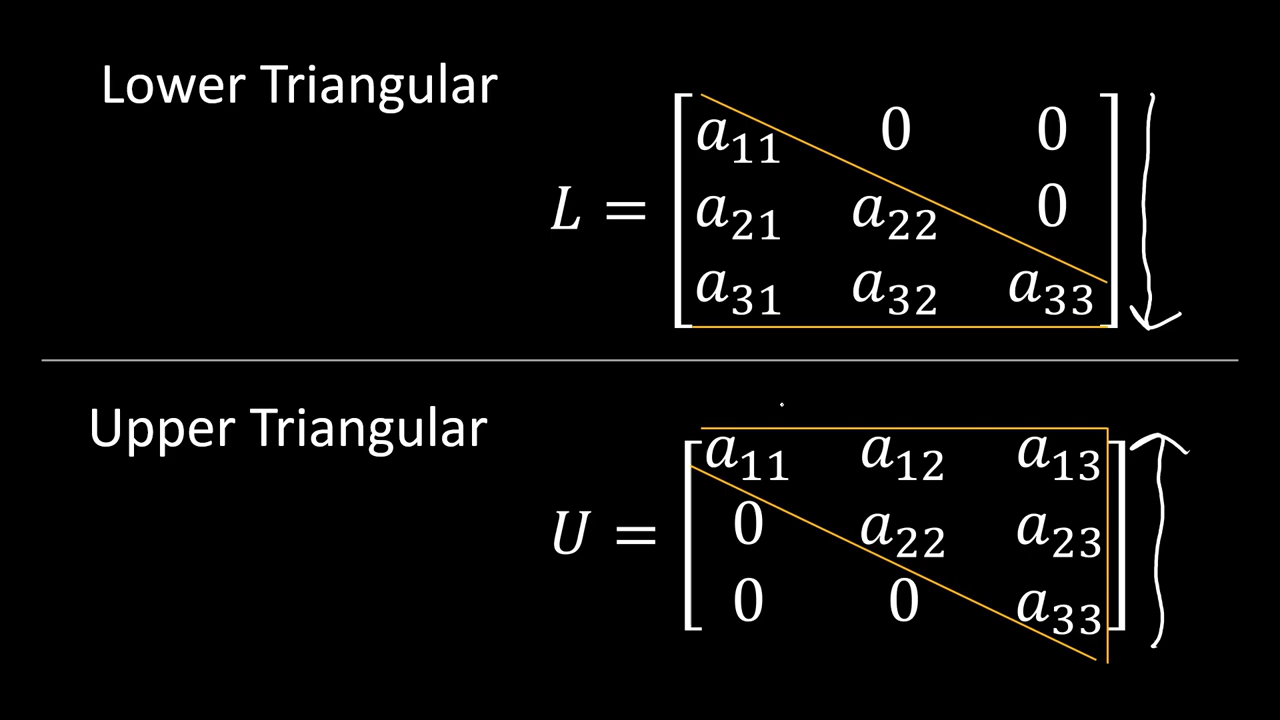 Lower Triangular
a₁₁ 0 0
L = a₂₁ a₂₂ 0
a₃₁ a₃₂ a₃₃
Upper Triangular
a₁₁ a₁₂ a₁₃
U = 0 a₂₂ a₂₃
0 0 a₃₃